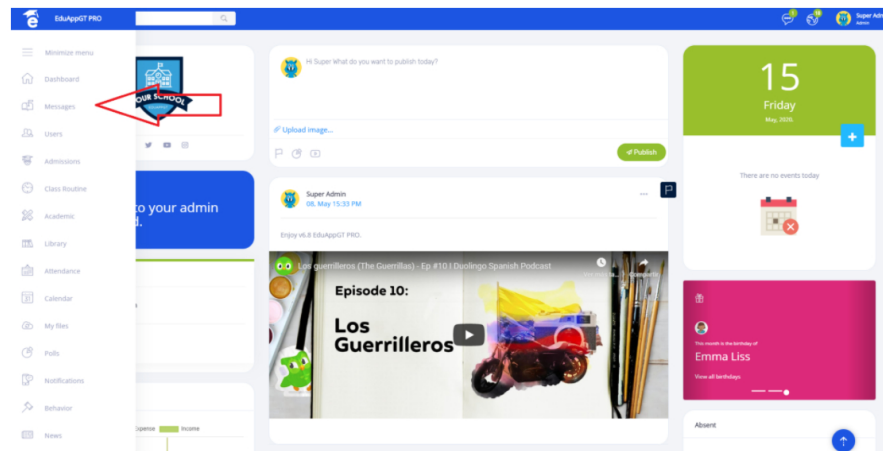 EduAppGT PRO
Super Adm
Admin
Minimize menu
Dashboard
Messages
Users
Admissions
Class Routine
Academic
Library
Attendance
Calendar
My files
Polls
Notifications
Behavior
News
OUR SCHOOL
to your admin
d.
xpense
Income
Hi Super What do you want to publish today?
Upload image...
Publish
Super Admin
08, May 15:33 PM
Enjoy v6.8 EduAppGT PRO.
Los guerrilleros (The Guerrillas) - Ep #10 I Duolingo Spanish Podcast
Episode 10:
Los
Guerrilleros
15
Friday
May, 2020.
There are no events today
This month is the birthday of
Emma Liss
View all birthdays
Absent